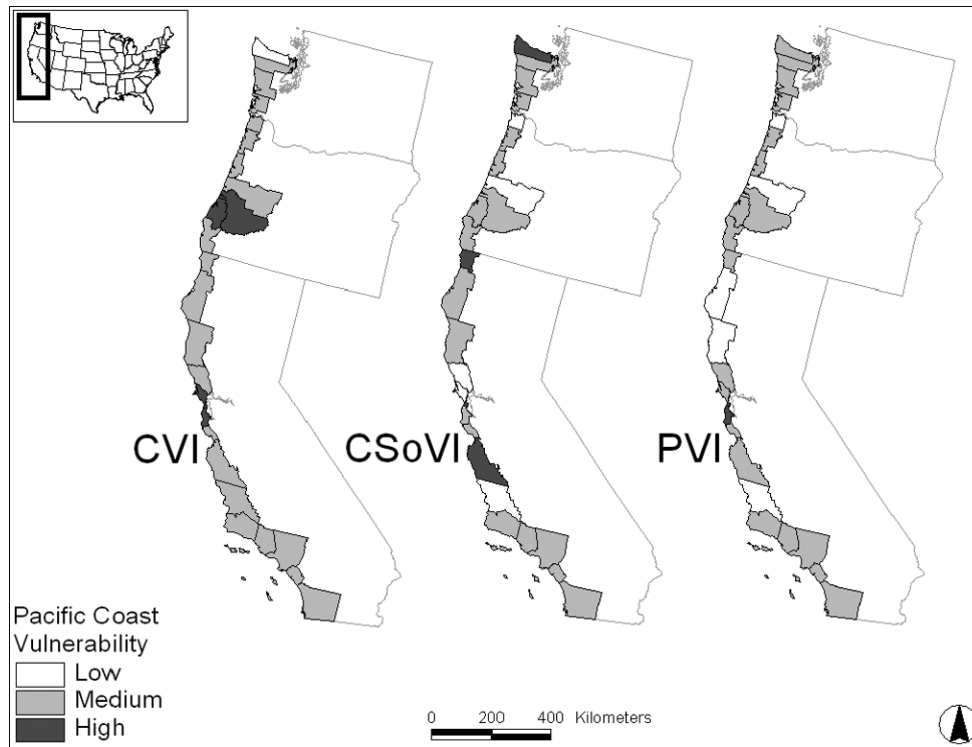 CVI
CSoVI
PVI
Pacific Coast
Vulnerability
Low
Medium
High
0 200 400 Kilometers